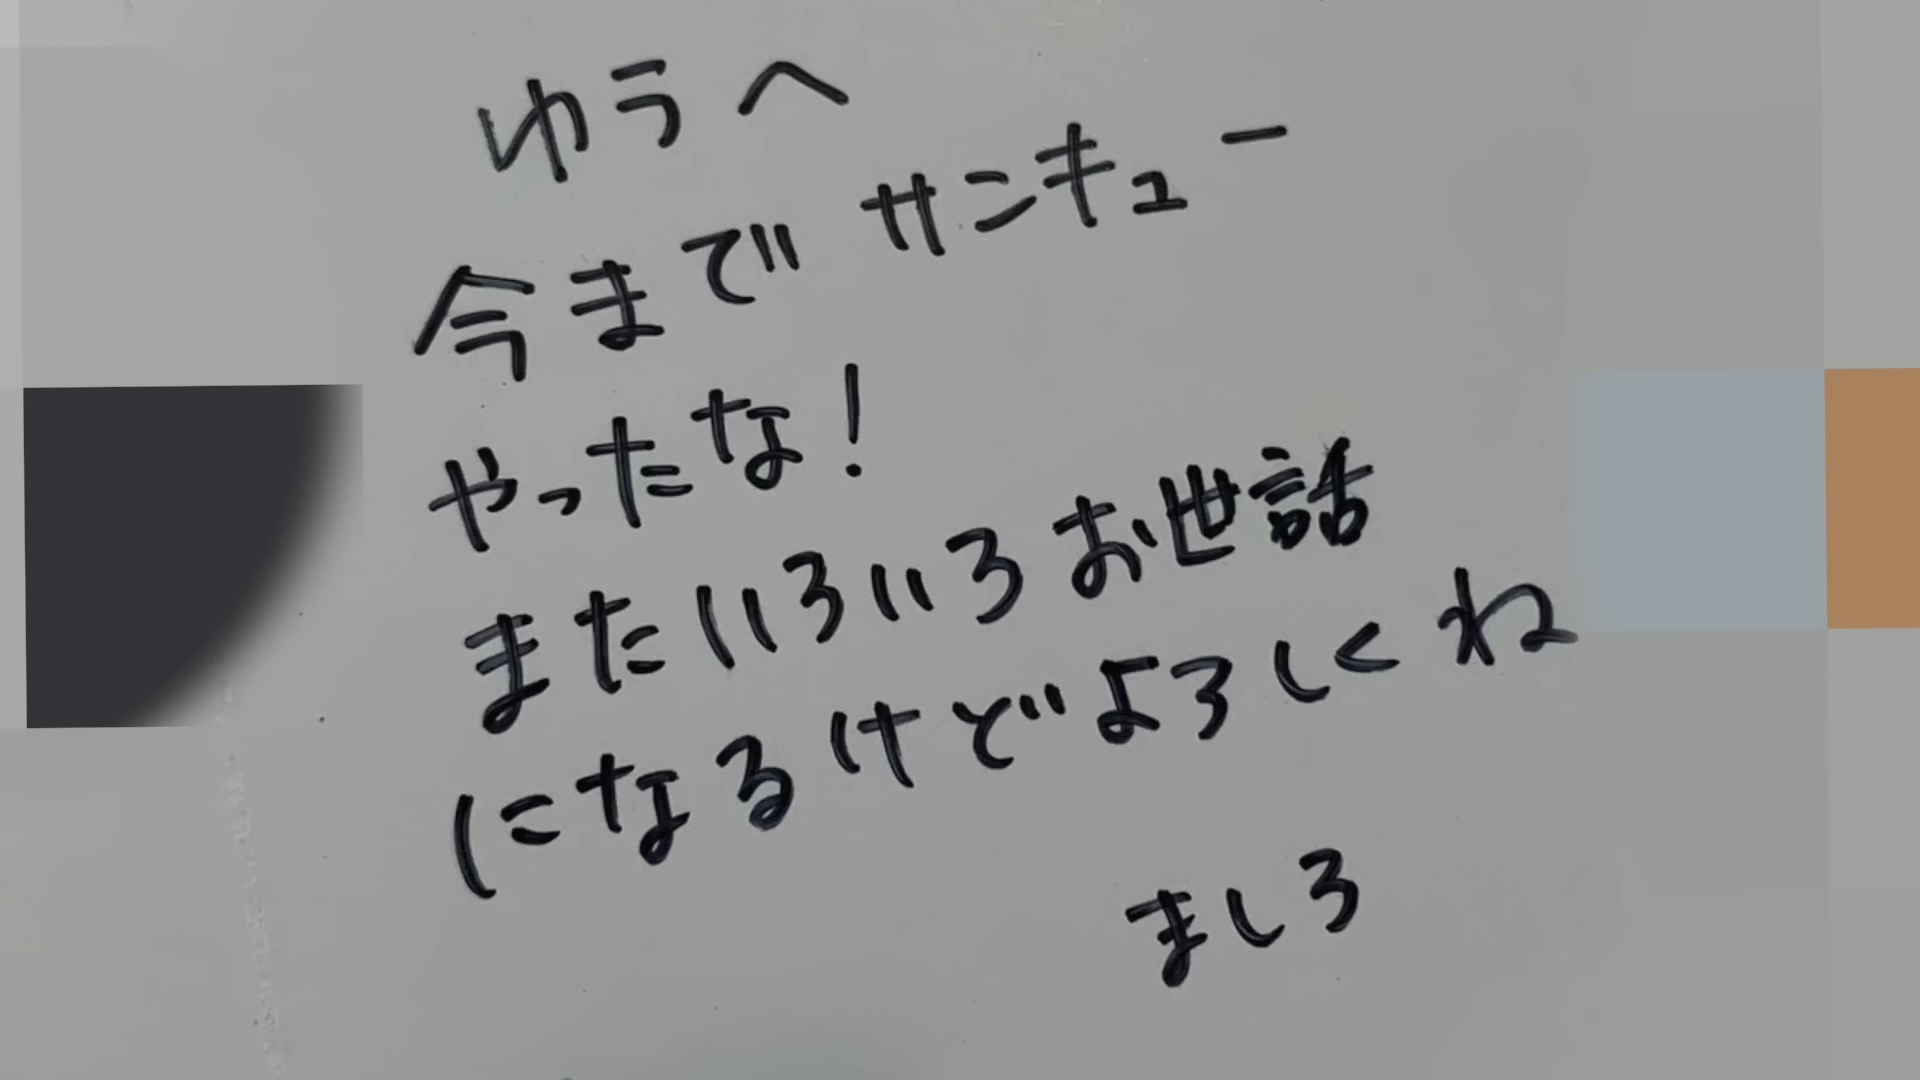 ゆうへ
今までサンキュー
やったな!
またいろいろお世話
になるけどよろしくね
ましろ